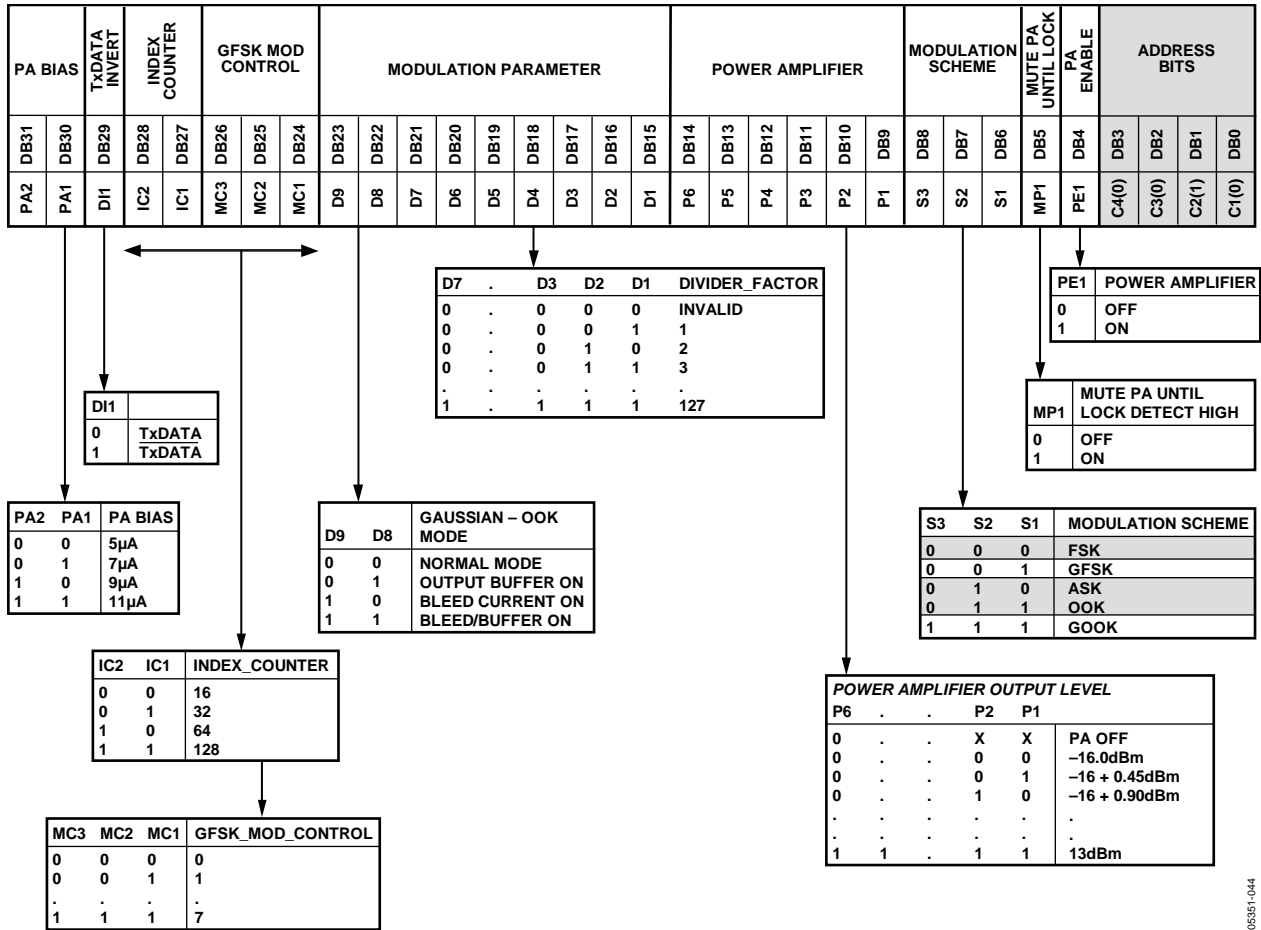 PA BIAS
TxDATA INVERT
INDEX COUNTER
GFSK MOD CONTROL
MODULATION PARAMETER
POWER AMPLIFIER
MODULATION SCHEME
MUTE PA UNTIL LOCK
PA ENABLE
ADDRESS BITS
DB31 DB30 DB29 DB28 DB27 DB26 DB25 DB24 DB23 DB22 DB21 DB20 DB19 DB18 DB17 DB16 DB15 DB14 DB13 DB12 DB11 DB10 DB9 DB8 DB7 DB6 DB5 DB4 DB3 DB2 DB1 DB0
PA2 PA1 DI1 IC2 IC1 MC3 MC2 MC1 D9 D8 D7 D6 D5 D4 D3 D2 D1 P6 P5 P4 P3 P2 P1 S3 S2 S1 MP1 PE1 C4(0) C3(0) C2(1) C1(0)
D7 . D3 D2 D1 DIVIDER_FACTOR
0 . 0 0 0 INVALID
0 . 0 0 1 1
0 . 0 1 0 2
0 . 0 1 1 3
. . . . . .
1 . 1 1 1 127
PE1 POWER AMPLIFIER
0 OFF
1 ON
MP1 MUTE PA UNTIL
LOCK DETECT HIGH
0 OFF
1 ON
DI1
0 TxDATA
1 TxDATA
PA2 PA1 PA BIAS
0 0 5µA
0 1 7µA
1 0 9µA
1 1 11µA
D9 D8 GAUSSIAN – OOK
MODE
0 0 NORMAL MODE
0 1 OUTPUT BUFFER ON
1 0 BLEED CURRENT ON
1 1 BLEED/BUFFER ON
S3 S2 S1 MODULATION SCHEME
0 0 0 FSK
0 0 1 GFSK
0 1 0 ASK
0 1 1 OOK
1 1 1 GOOK
IC2 IC1 INDEX_COUNTER
0 0 16
0 1 32
1 0 64
1 1 128
POWER AMPLIFIER OUTPUT LEVEL
P6 . . P2 P1
0 . . X X PA OFF
0 . . 0 0 –16.0dBm
0 . . 0 1 –16 + 0.45dBm
0 . . 1 0 –16 + 0.90dBm
. . . . . .
. . . . . .
1 1 . 1 1 13dBm
MC3 MC2 MC1 GFSK_MOD_CONTROL
0 0 0 0
0 0 1 1
. . . .
1 1 1 7
05351-044